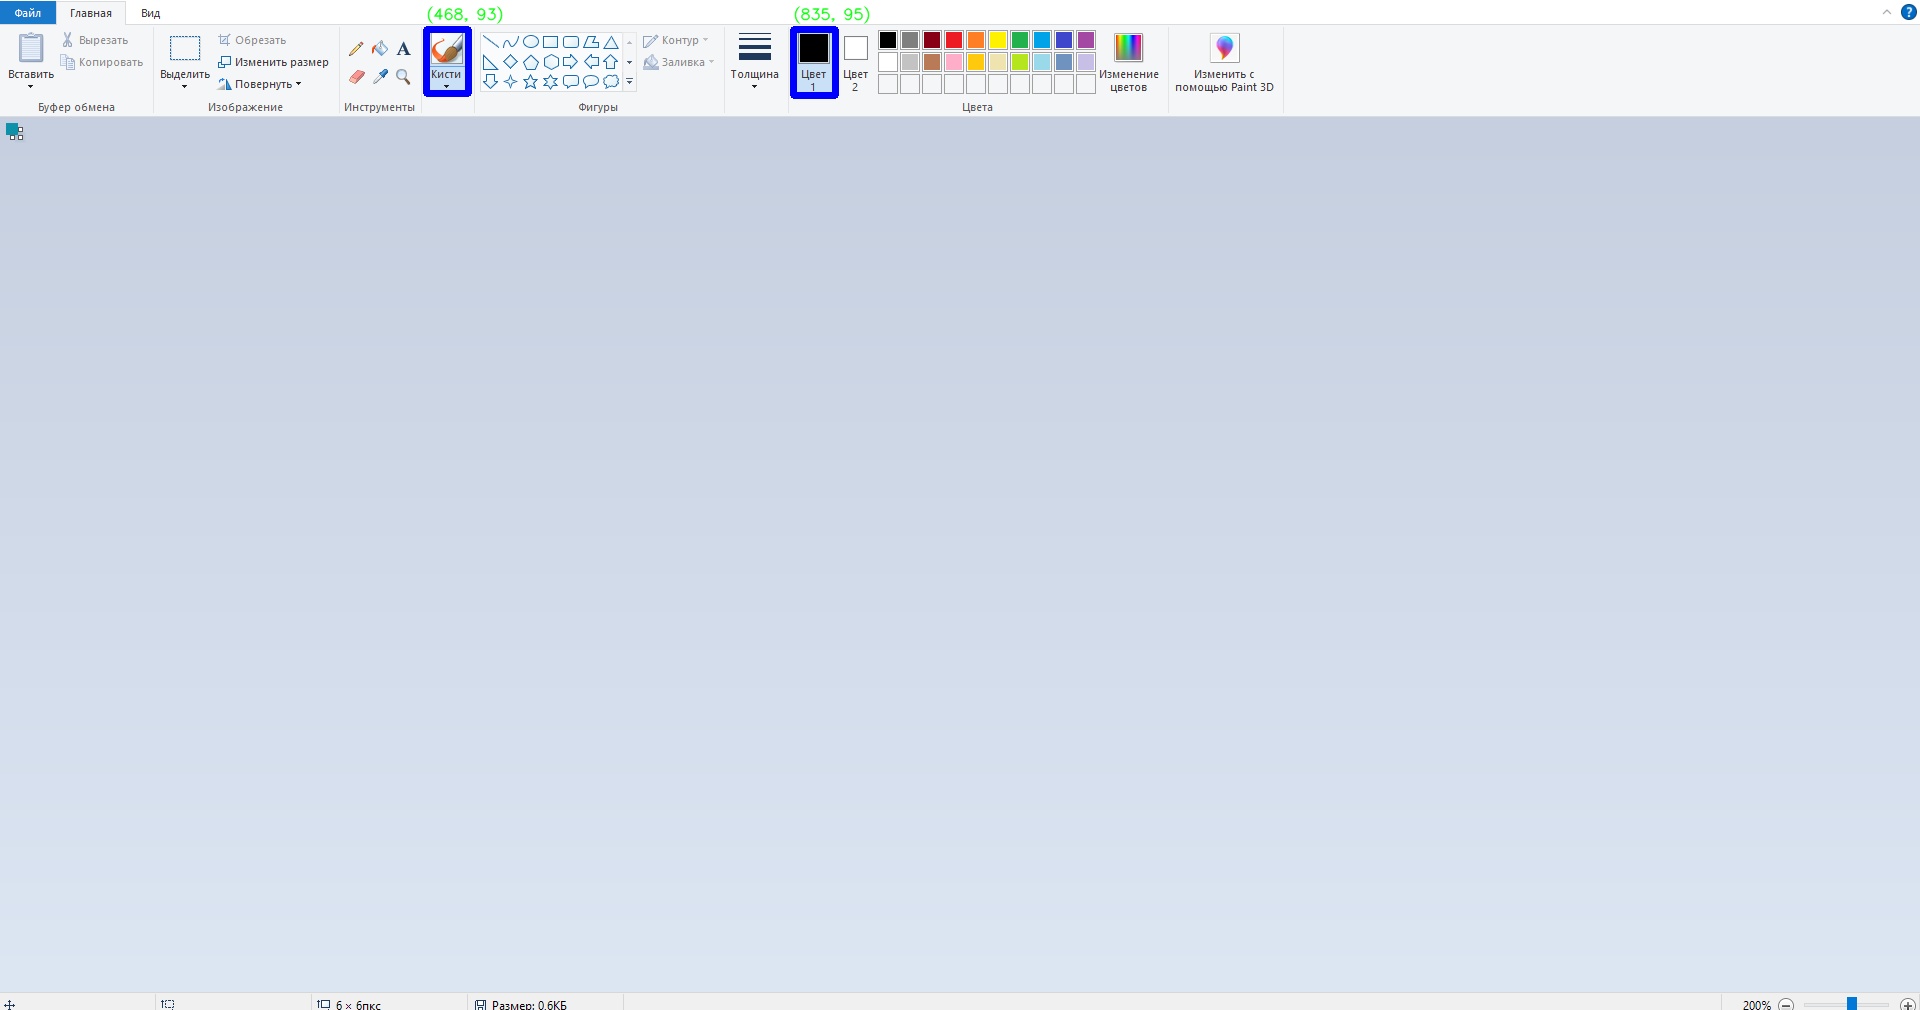 (468, 93) (835, 95)
Файл Главная Вид
Вставить
Вырезать
Копировать
Буфер обмена
Выделить
Обрезать
Изменить размер
Повернуть
Изображение
A
Инструменты
Кисти
Контур
Заливка
Фигуры
Толщина
Цвет
1
Цвет
2
Изменение
цветов
Цвета
Изменить с
помощью Paint 3D
?
6 × 6пкс
Размер: 0,6КБ
200%